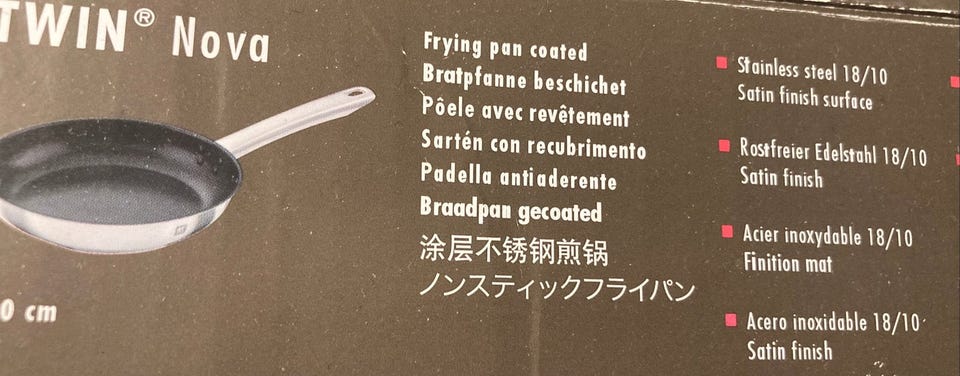 TWIN® Nova
Frying pan coated
Bratpfanne beschichet
Pôele avec revêtement
Sartén con recubrimento
Padella antiaderente
Braadpan gecoated
涂层不锈钢煎锅
ノンスティックフライパン
0 cm
Stainless steel 18/10
Satin finish surface
Rostfreier Edelstahl 18/10
Satin finish
Acier inoxydable 18/10
Finition mat
Acero inoxidable 18/10
Satin finish